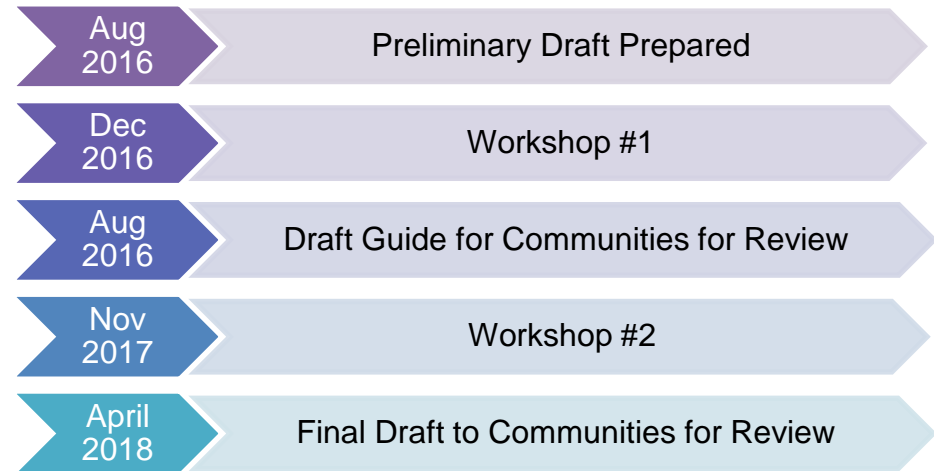 Aug
2016
Preliminary Draft Prepared
Dec
2016
Workshop #1
Aug
2016
Draft Guide for Communities for Review
Nov
2017
Workshop #2
April
2018
Final Draft to Communities for Review